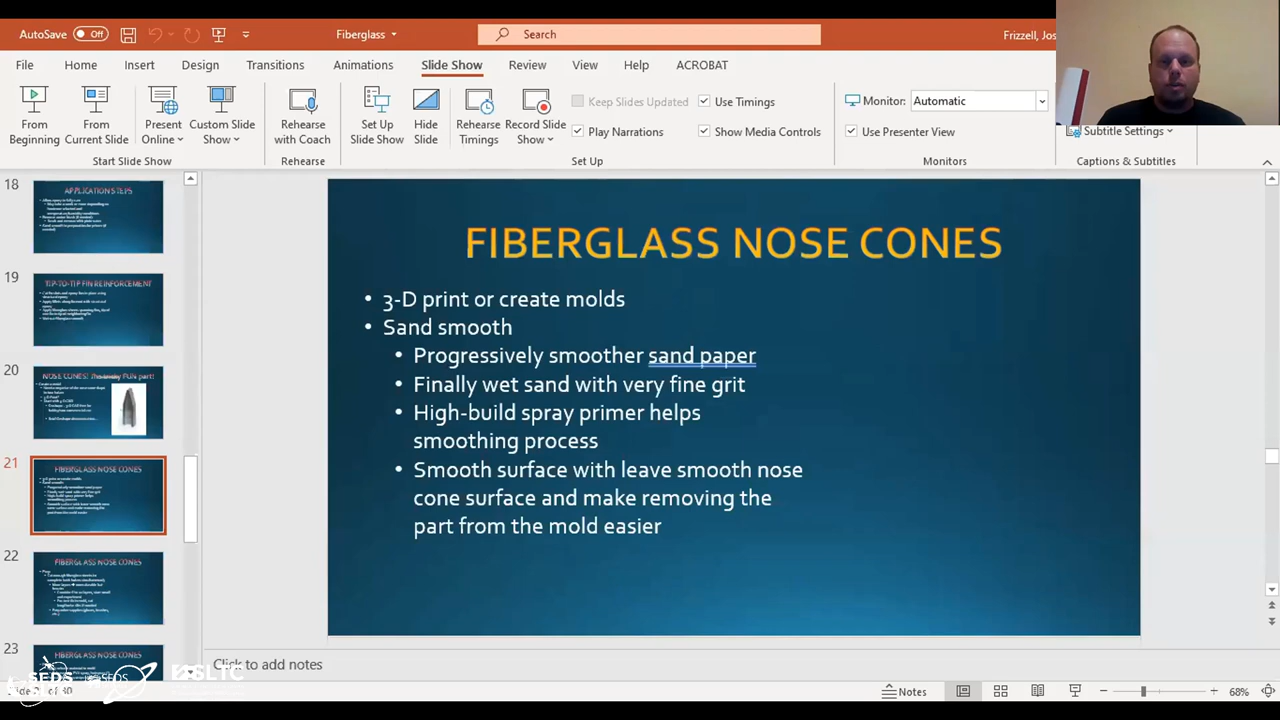 AutoSave Off
Fiberglass
Search
Frizzell, Jos
File Home Insert Design Transitions Animations Slide Show Review View Help ACROBAT
From Beginning
From Current Slide
Present Online
Custom Slide Show
Start Slide Show
Rehearse with Coach
Rehearse
Set Up Slide Show
Hide Slide
Rehearse Timings
Record Slide Show
Keep Slides Updated
Play Narrations
Use Timings
Show Media Controls
Set Up
Monitor: Automatic
Use Presenter View
Monitors
Subtitle Settings
Captions & Subtitles
18
APPLICATION STEPS
19
TIP-TO-TIP FIN REINFORCEMENT
20
21
FIBERGLASS NOSE CONES
22
FIBERGLASS NOSE CONES
23
FIBERGLASS NOSE CONES
FIBERGLASS NOSE CONES
• 3-D print or create molds
• Sand smooth
• Progressively smoother sand paper
• Finally wet sand with very fine grit
• High-build spray primer helps
smoothing process
• Smooth surface with leave smooth nose
cone surface and make removing the
part from the mold easier
Click to add notes
SEDS
SEDS
SLTC
Notes
68%